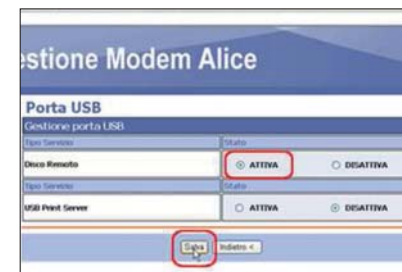 estione Modem Alice
Porta USB
Gestione porta USB
Tipo Servizio Stato
Disco Remoto ATTIVA DISATTIVA
Tipo Servizio Stato
USB Print Server ATTIVA DISATTIVA
Salva Indietro <